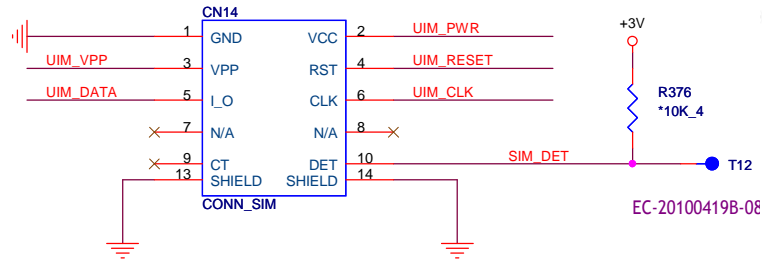 CN14
+3V
1 GND VCC 2 UIM_PWR
UIM_VPP 3 VPP RST 4 UIM_RESET
UIM_DATA 5 I_O CLK 6 UIM_CLK
R376
*10K_4
7 N/A N/A 8
9 CT DET 10 SIM_DET T12
13 SHIELD SHIELD 14
CONN_SIM
EC-20100419B-08